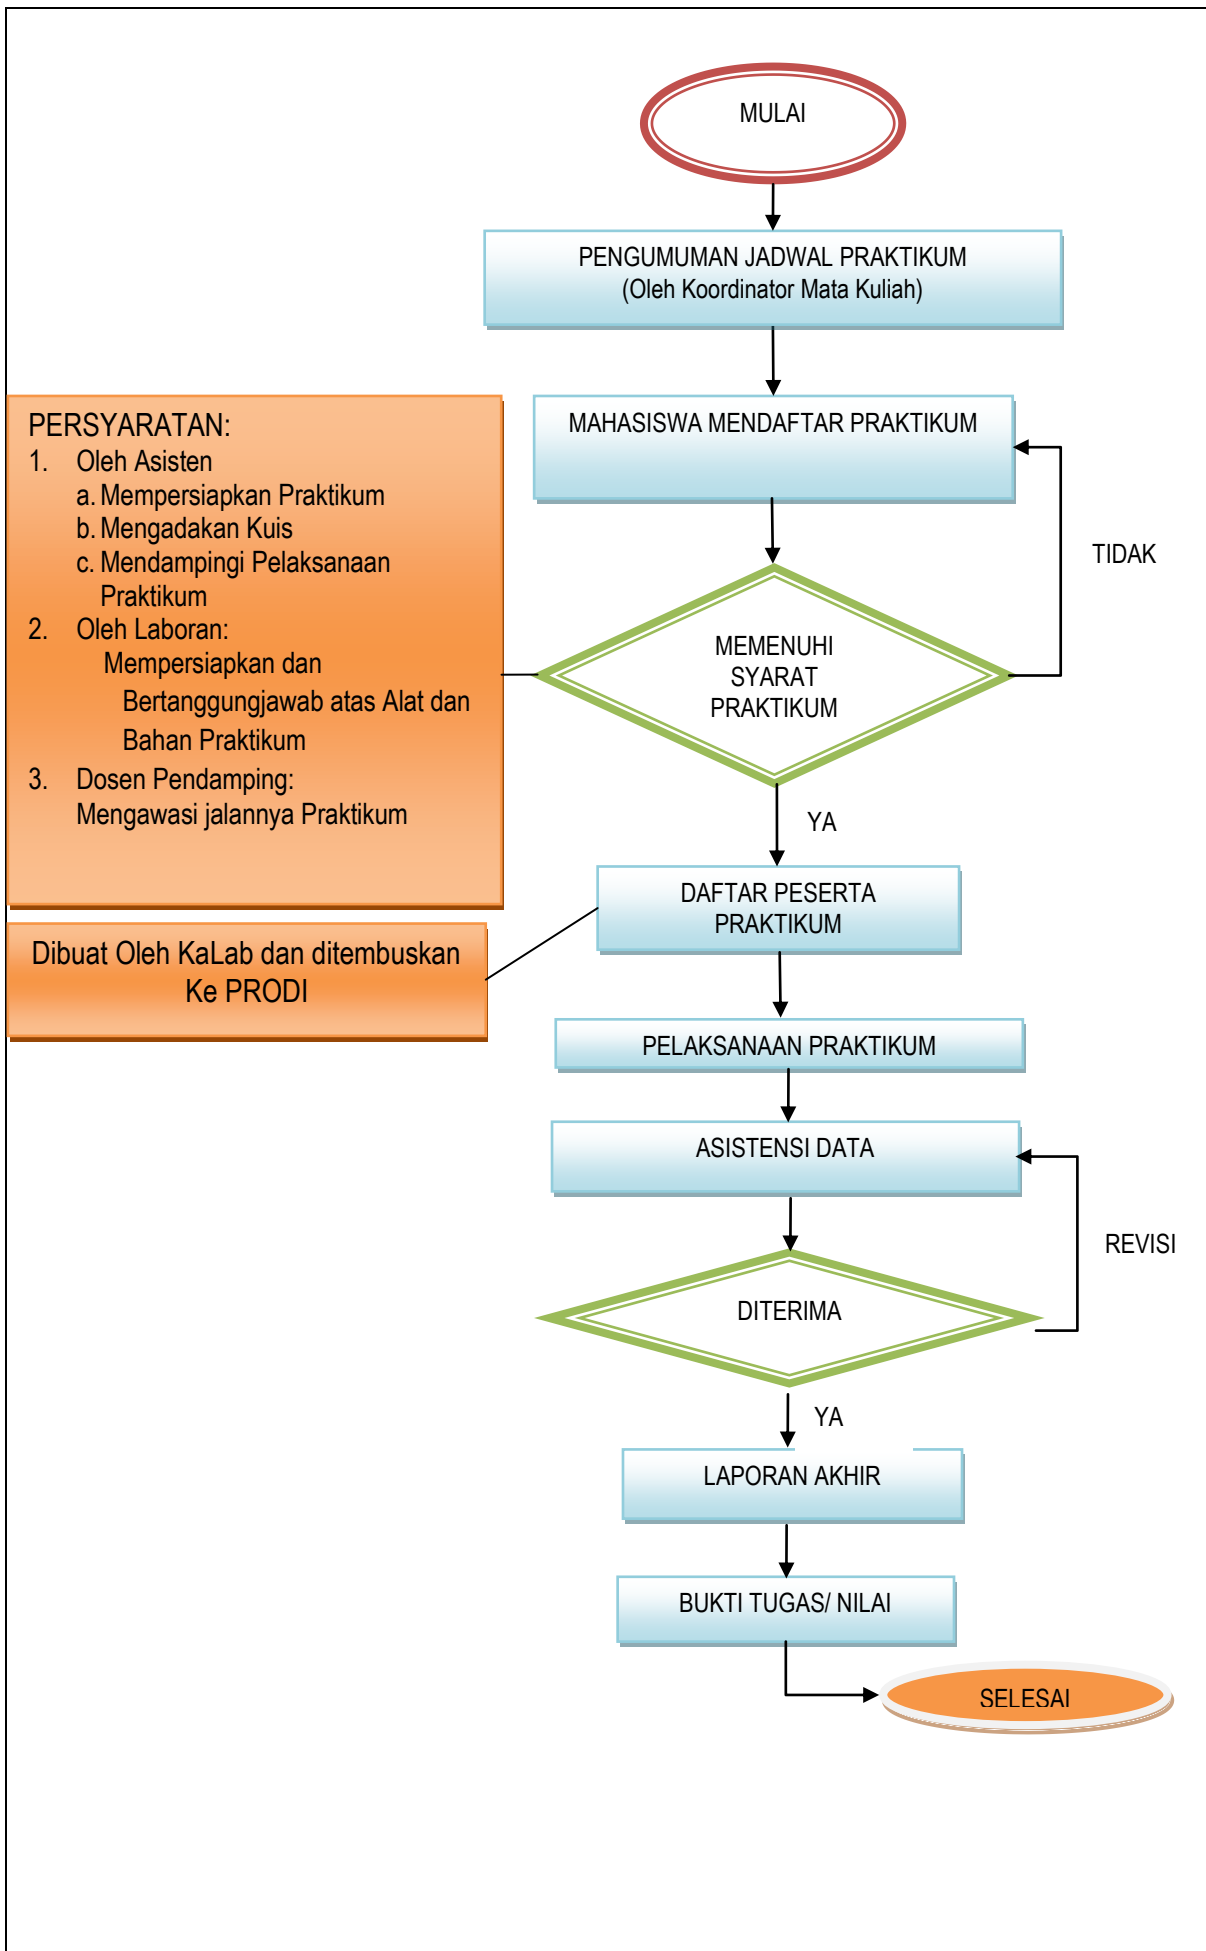 MULAI
PENGUMUMAN JADWAL PRAKTIKUM
(Oleh Koordinator Mata Kuliah)
MAHASISWA MENDAFTAR PRAKTIKUM
PERSYARATAN:
1. Oleh Asisten
a. Mempersiapkan Praktikum
b. Mengadakan Kuis
c. Mendampingi Pelaksanaan
Praktikum
2. Oleh Laboran:
Mempersiapkan dan
Bertanggungjawab atas Alat dan
Bahan Praktikum
3. Dosen Pendamping:
Mengawasi jalannya Praktikum
TIDAK
MEMENUHI
SYARAT
PRAKTIKUM
YA
DAFTAR PESERTA
PRAKTIKUM
Dibuat Oleh KaLab dan ditembuskan
Ke PRODI
PELAKSANAAN PRAKTIKUM
ASISTENSI DATA
REVISI
DITERIMA
YA
LAPORAN AKHIR
BUKTI TUGAS/ NILAI
SELESAI